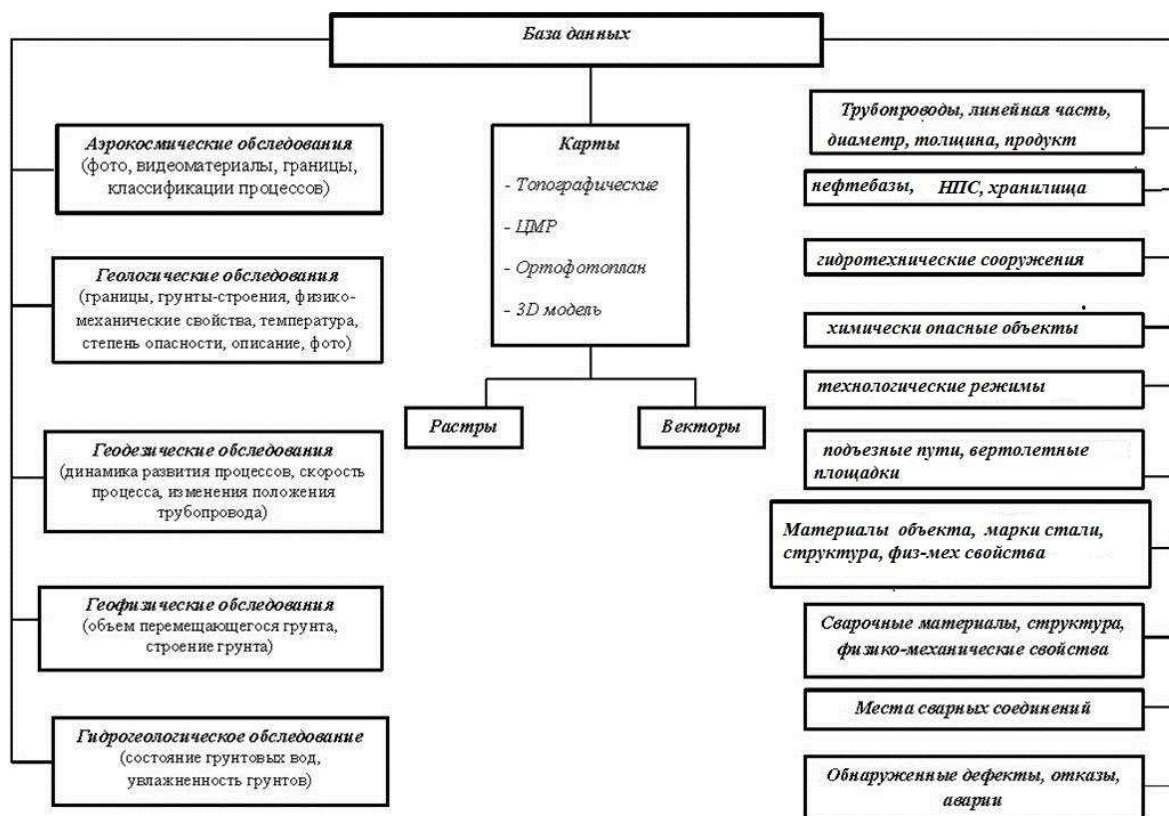 База данных
Аэрокосмические обследования
(фото, видеоматериалы, границы,
классификации процессов)
Геологические обследования
(границы, грунты-строения, физико-
механические свойства, температура,
степень опасности, описание, фото)
Геодезические обследования
(динамика развития процессов, скорость
процесса, изменения положения
трубопровода)
Геофизические обследования
(объем перемещающегося грунта,
строение грунта)
Гидрогеологическое обследование
(состояние грунтовых вод,
увлажненность грунтов)
Карты
- Топографические
- ЦМР
- Ортофотоплан
- 3D модель
Растры
Векторы
Трубопроводы, линейная часть,
диаметр, толщина, продукт
нефтебазы, НПС, хранилища
гидротехнические сооружения
химически опасные объекты
технологические режимы
подъезные пути, вертолетные
площадки
Материалы объекта, марки стали,
структура, физ-мех свойства
Сварочные материалы, структура,
физико-механические свойства
Места сварных соединений
Обнаруженные дефекты, отказы,
аварии